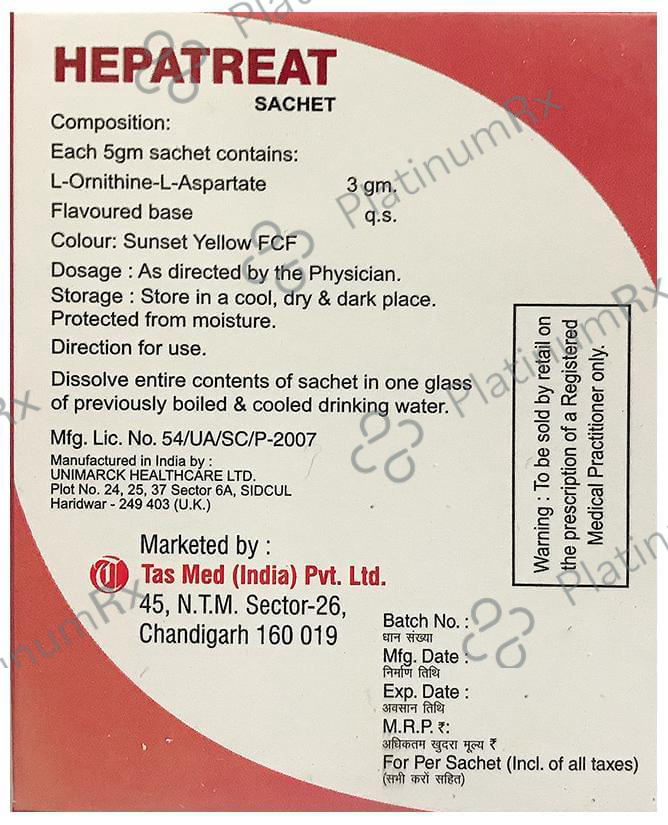 HEPATREAT
SACHET
Composition:
Each 5gm sachet contains:
L-Ornithine-L-Aspartate 3 gm.
Flavoured base q.s.
Colour: Sunset Yellow FCF
Dosage : As directed by the Physician.
Storage : Store in a cool, dry & dark place.
Protected from moisture.
Direction for use.
Dissolve entire contents of sachet in one glass
of previously boiled & cooled drinking water.
Mfg. Lic. No. 54/UA/SC/P-2007
Manufactured in India by :
UNIMARCK HEALTHCARE LTD.
Plot No. 24, 25, 37 Sector 6A, SIDCUL
Haridwar - 249 403 (U.K.)
Marketed by :
Tas Med (India) Pvt. Ltd.
45, N.T.M. Sector-26,
Chandigarh 160 019
Warning : To be sold by retail on
the prescription of a Registered
Medical Practitioner only.
Batch No. :
धान संख्या
Mfg. Date :
निर्माण तिथि
Exp. Date :
अवसान तिथि
M.R.P. ₹:
अधिकतम खुदरा मूल्य ₹
For Per Sachet (Incl. of all taxes)
(सभी करों सहित)
PlatinumRx
PlatinumRx
PlatinumRx
PlatinumRx
PlatinumRx
Platin